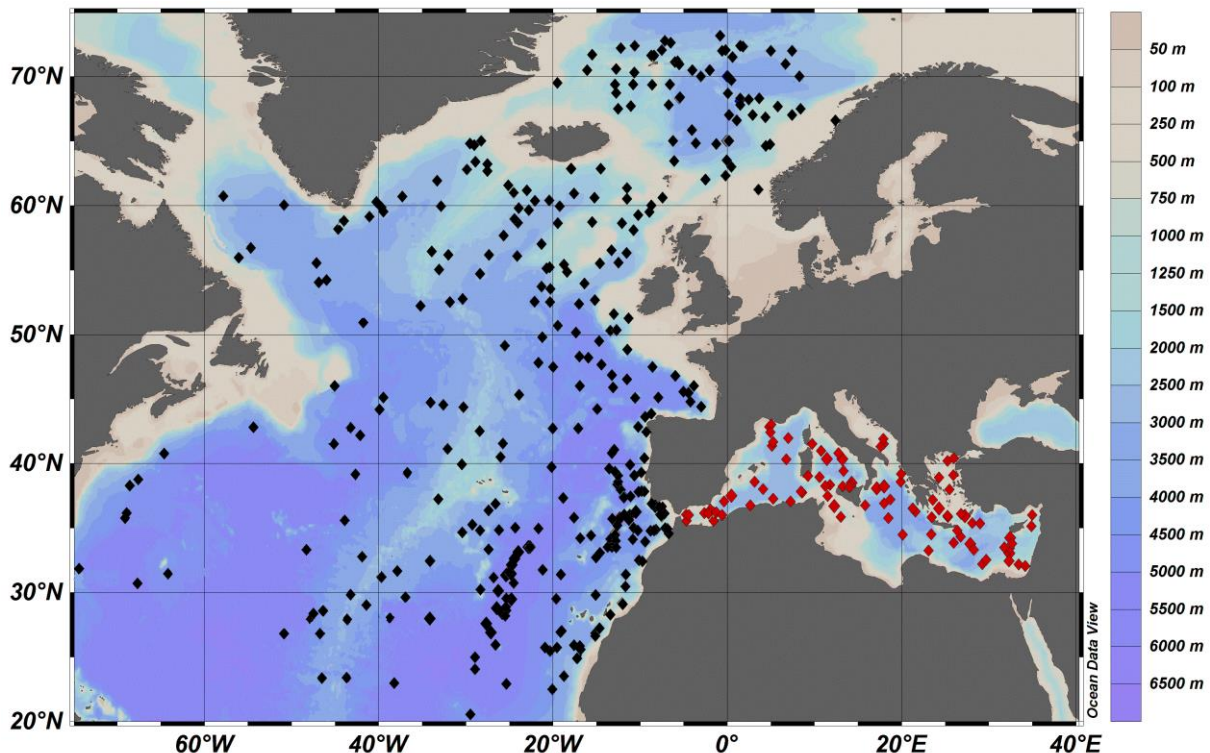 70°N
60°N
50°N
40°N
30°N
20°N
60°W
40°W
20°W
0°
20°E
40°E
Ocean Data View
50 m
100 m
250 m
500 m
750 m
1000 m
1250 m
1500 m
2000 m
2500 m
3000 m
3500 m
4000 m
4500 m
5000 m
5500 m
6000 m
6500 m